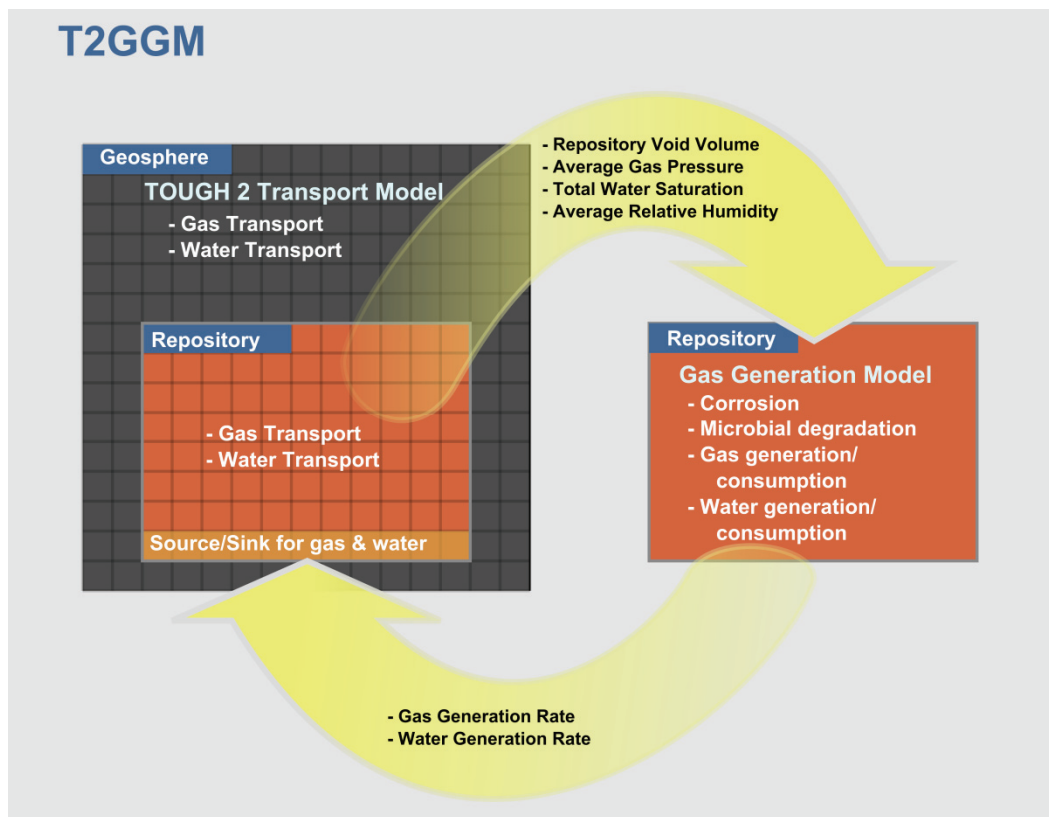 T2GGM
Geosphere
TOUGH 2 Transport Model
- Gas Transport
- Water Transport
Repository
- Gas Transport
- Water Transport
Source/Sink for gas & water
- Repository Void Volume
- Average Gas Pressure
- Total Water Saturation
- Average Relative Humidity
Repository
Gas Generation Model
- Corrosion
- Microbial degradation
- Gas generation/
consumption
- Water generation/
consumption
- Gas Generation Rate
- Water Generation Rate